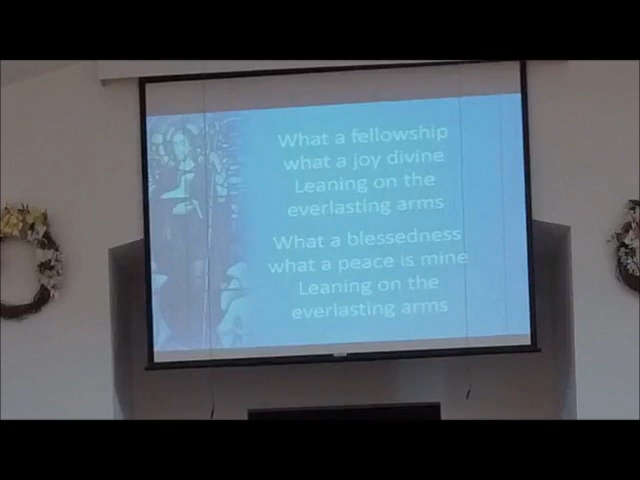 What a fellowship
what a joy divine
Leaning on the
everlasting arms
What a blessedness
what a peace is mine
Leaning on the
everlasting arms